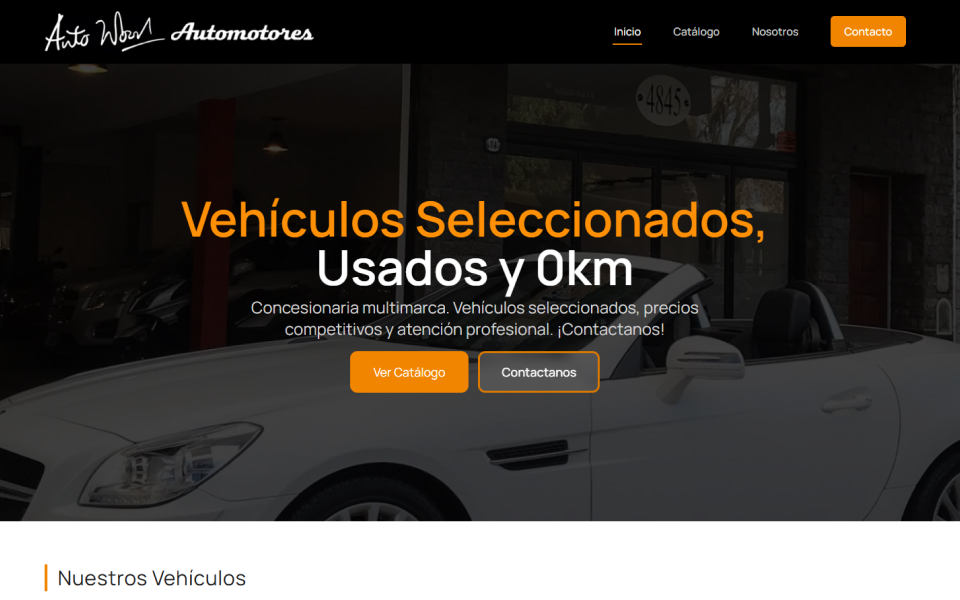 Auto World Automotores
Inicio
Catálogo
Nosotros
Contacto
4845
Vehículos Seleccionados,
Usados y 0km
Concesionaria multimarca. Vehículos seleccionados, precios
competitivos y atención profesional. ¡Contactanos!
Ver Catálogo
Contactanos
Nuestros Vehículos